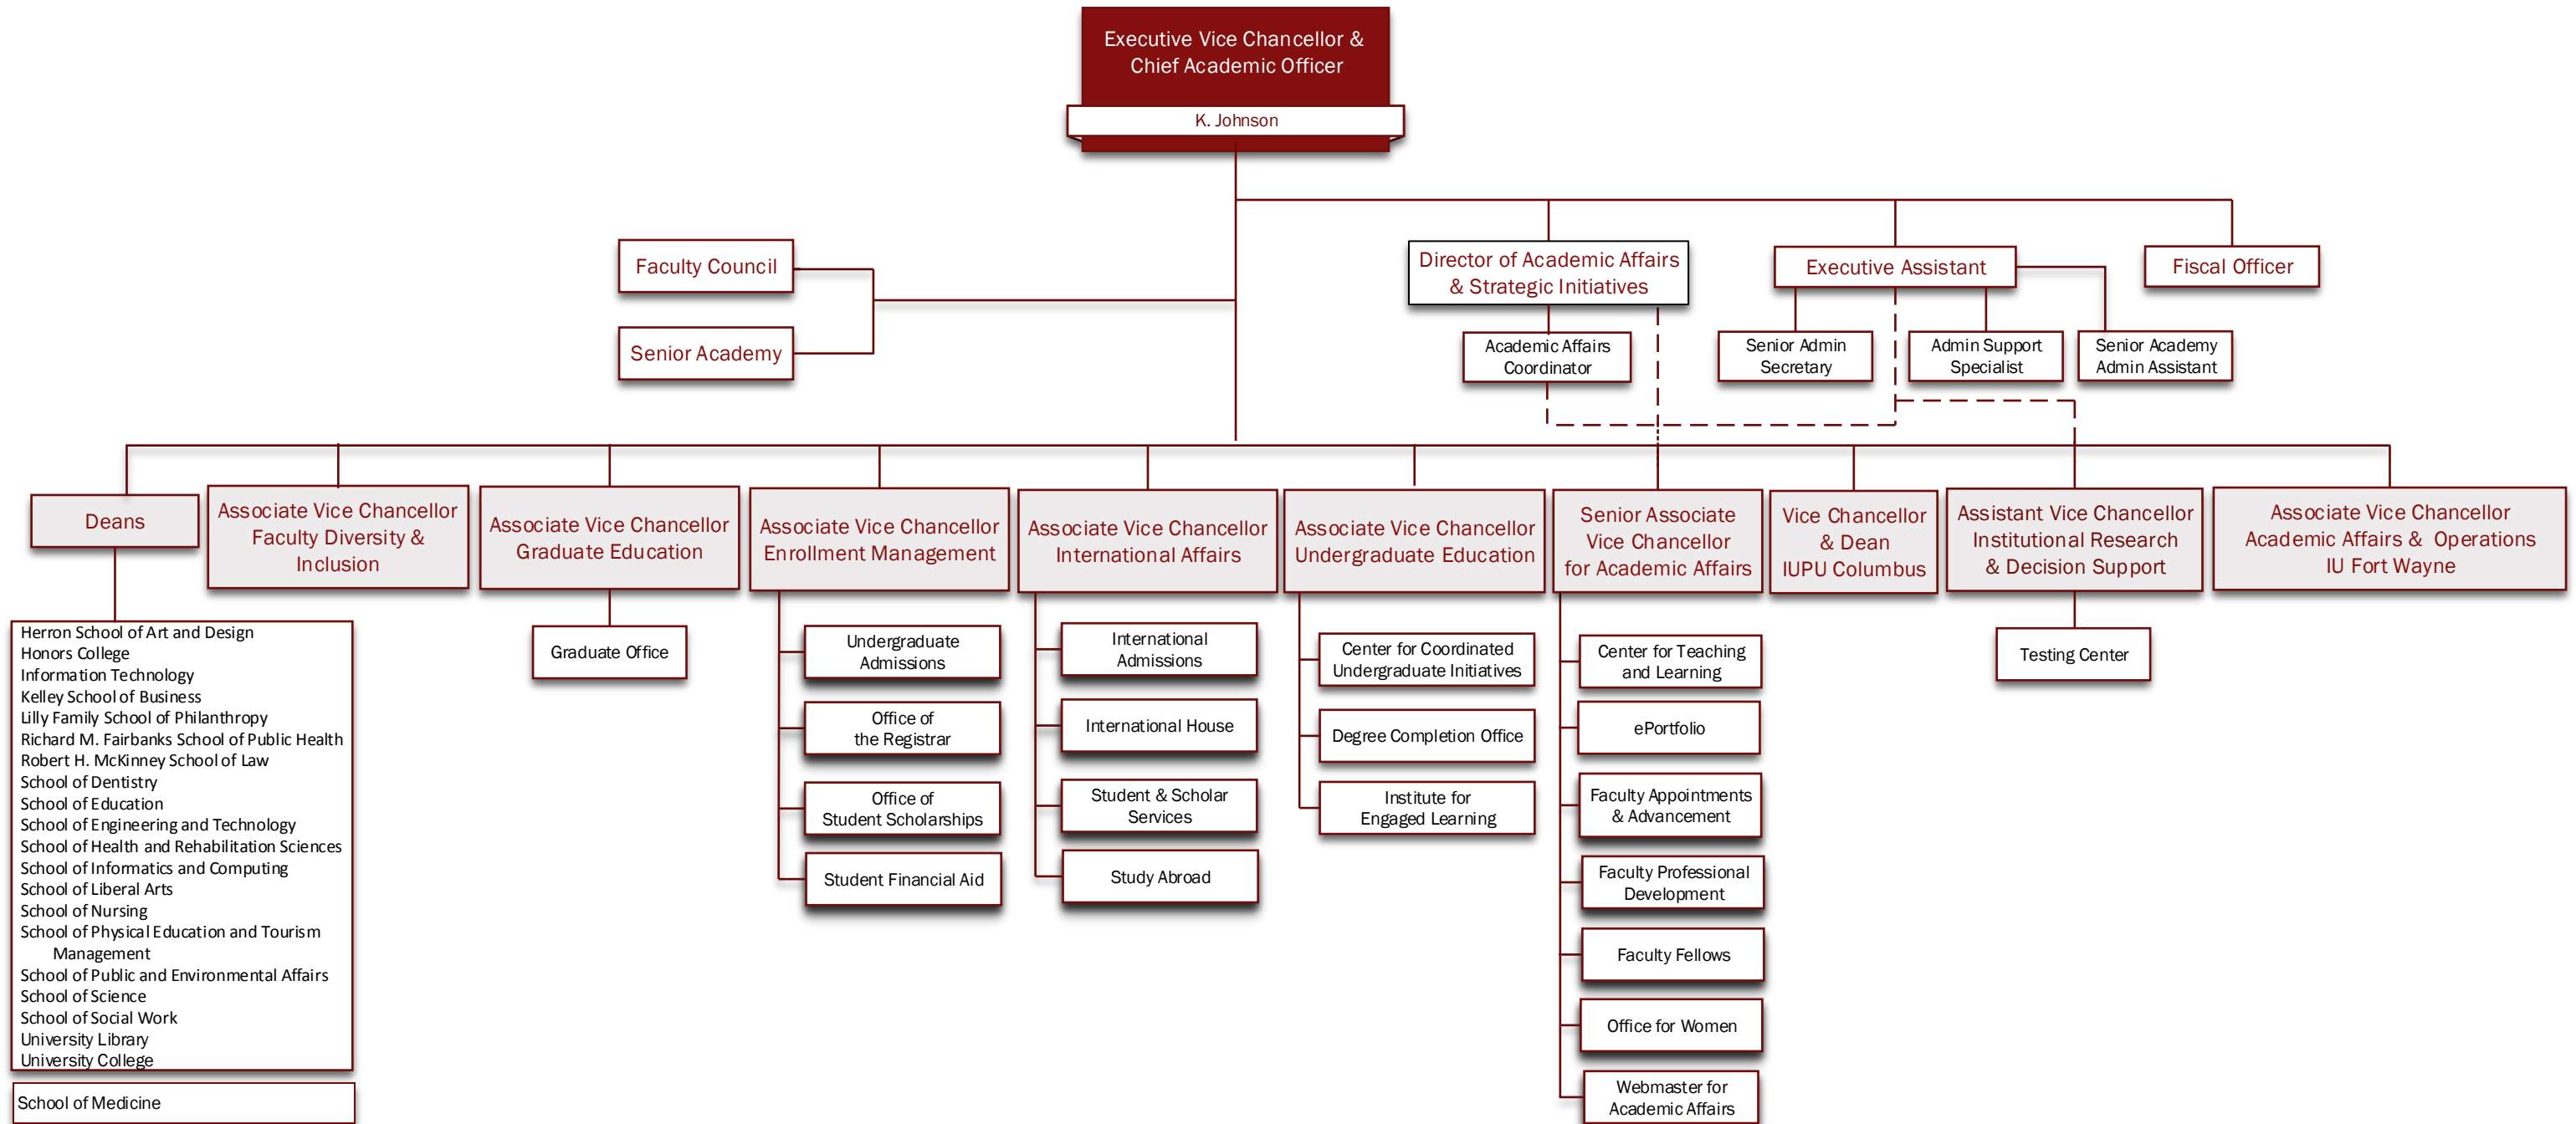 Executive Vice Chancellor &
Chief Academic Officer
K. Johnson
Faculty Council
Senior Academy
Director of Academic Affairs
& Strategic Initiatives
Executive Assistant
Fiscal Officer
Academic Affairs
Coordinator
Senior Admin
Secretary
Admin Support
Specialist
Senior Academy
Admin Assistant
Deans
Associate Vice Chancellor
Faculty Diversity &
Inclusion
Associate Vice Chancellor
Graduate Education
Associate Vice Chancellor
Enrollment Management
Associate Vice Chancellor
International Affairs
Associate Vice Chancellor
Undergraduate Education
Senior Associate
Vice Chancellor
for Academic Affairs
Vice Chancellor
& Dean
IUPU Columbus
Assistant Vice Chancellor
Institutional Research
& Decision Support
Associate Vice Chancellor
Academic Affairs & Operations
IU Fort Wayne
Herron School of Art and Design
Honors College
Information Technology
Kelley School of Business
Lilly Family School of Philanthropy
Richard M. Fairbanks School of Public Health
Robert H. McKinney School of Law
School of Dentistry
School of Education
School of Engineering and Technology
School of Health and Rehabilitation Sciences
School of Informatics and Computing
School of Liberal Arts
School of Nursing
School of Physical Education and Tourism
Management
School of Public and Environmental Affairs
School of Science
School of Social Work
University Library
University College
School of Medicine
Graduate Office
Undergraduate
Admissions
Office of
the Registrar
Office of
Student Scholarships
Student Financial Aid
International
Admissions
International House
Student & Scholar
Services
Study Abroad
Center for Coordinated
Undergraduate Initiatives
Degree Completion Office
Institute for
Engaged Learning
Center for Teaching
and Learning
ePortfolio
Faculty Appointments
& Advancement
Faculty Professional
Development
Faculty Fellows
Office for Women
Webmaster for
Academic Affairs
Testing Center